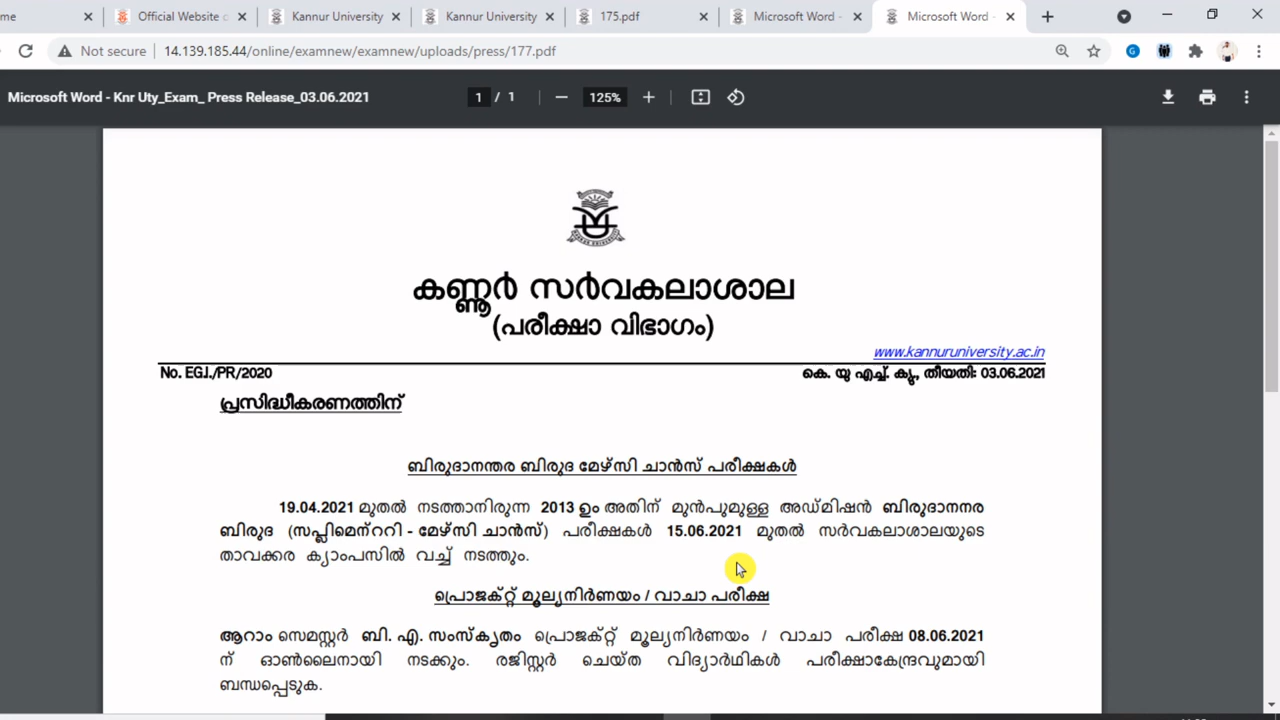 me
Official Website o
Kannur University
Kannur University
175.pdf
Microsoft Word -
Microsoft Word -
Not secure
14.139.185.44/online/examnew/examnew/uploads/press/177.pdf
Microsoft Word - Knr Uty_Exam_ Press Release_03.06.2021
1 / 1
125%
കണ്ണൂർ സർവകലാശാല
(പരീക്ഷാ വിഭാഗം)
www.kannuruniversity.ac.in
No. EG.I./PR/2020
കെ. യു എച്ച്. ക്യു., തീയതി: 03.06.2021
പ്രസിദ്ധീകരണത്തിന്
ബിരുദാനന്തര ബിരുദ മേഴ്സി ചാൻസ് പരീക്ഷകൾ
19.04.2021 മുതൽ നടത്താനിരുന്ന 2013 ഉം അതിന് മുൻപുമുള്ള അഡ്മിഷൻ ബിരുദാനനര
ബിരുദ (സപ്ലിമെന്ററി - മേഴ്സി ചാൻസ്) പരീക്ഷകൾ 15.06.2021 മുതൽ സർവകലാശാലയുടെ
താവക്കര ക്യാംപസിൽ വച്ച് നടത്തും.
പ്രൊജക്റ്റ് മൂല്യനിർണയം / വാചാ പരീക്ഷ
ആറാം സെമസ്റ്റർ ബി. എ. സംസ്കൃതം പ്രൊജക്റ്റ് മൂല്യനിർണയം / വാചാ പരീക്ഷ 08.06.2021
ന് ഓൺലൈനായി നടക്കും. രജിസ്റ്റർ ചെയ്ത വിദ്യാർഥികൾ പരീക്ഷാകേന്ദ്രവുമായി
ബന്ധപ്പെടുക.